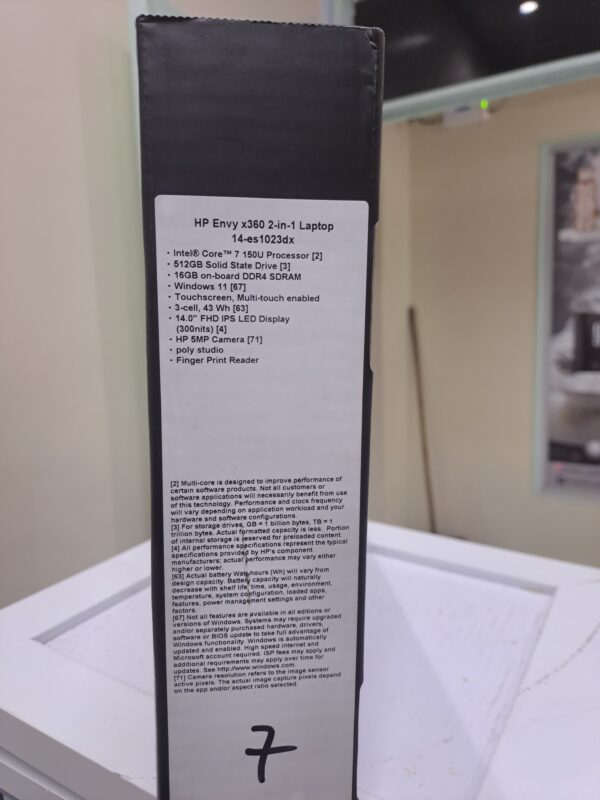 HP Envy x360 2-in-1 Laptop
14-es1023dx
• Intel® Core™ 7 150U Processor [2]
• 512GB Solid State Drive [3]
• 16GB on-board DDR4 SDRAM
• Windows 11 [67]
• Touchscreen, Multi-touch enabled
• 3-cell, 43 Wh [63]
• 14.0" FHD IPS LED Display
(300nits) [4]
• HP 5MP Camera [71]
• poly studio
• Finger Print Reader
[2] Multi-core is designed to improve performance of
certain software products. Not all customers or
software applications will necessarily benefit from use
of this technology. Performance and clock frequency
will vary depending on application workload and your
hardware and software configurations.
[3] For storage drives, GB = 1 billion bytes, TB = 1
trillion bytes. Actual formatted capacity is less. Portion
of internal storage is reserved for preloaded content.
[4] All performance specifications represent the typical
specifications provided by HP's component
manufacturers; actual performance may vary either
higher or lower.
[63] Actual battery Watt-hours (Wh) will vary from
design capacity. Battery capacity will naturally
decrease with shelf life, time, usage, environment,
temperature, system configuration, loaded apps,
features, power management settings and other
factors.
[67] Not all features are available in all editions or
versions of Windows. Systems may require upgraded
and/or separately purchased hardware, drivers,
software or BIOS update to take full advantage of
Windows functionality. Windows is automatically
updated and enabled. High speed internet and
Microsoft account required. ISP fees may apply and
additional requirements may apply over time for
updates. See http://www.windows.com.
[71] Camera resolution refers to the image sensor
active pixels. The actual image capture pixels depend
on the app and/or aspect ratio selected.
7